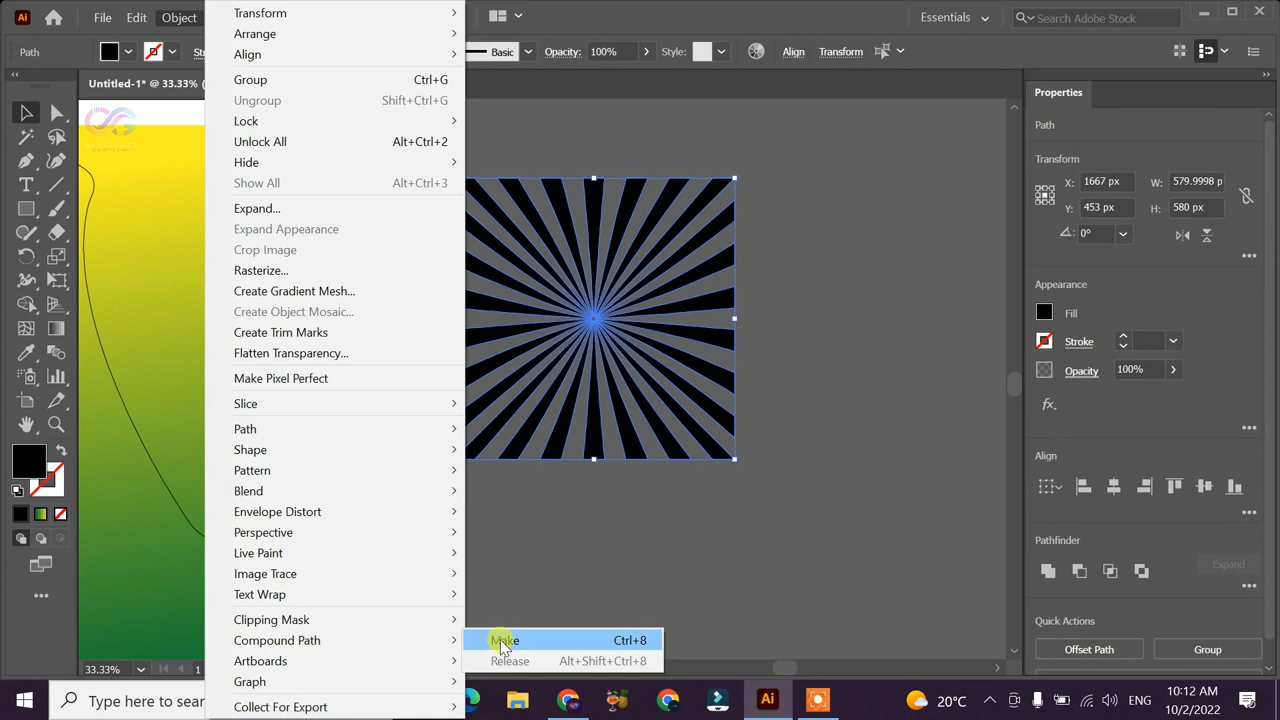 Ai
File
Edit
Object
Essentials
Search Adobe Stock
Path
Basic
Opacity:
100%
Style:
Align
Transform
Untitled-1* @ 33.33%
Transform
Arrange
Align
Group Ctrl+G
Ungroup Shift+Ctrl+G
Lock
Unlock All Alt+Ctrl+2
Hide
Show All Alt+Ctrl+3
Expand...
Expand Appearance
Crop Image
Rasterize...
Create Gradient Mesh...
Create Object Mosaic...
Create Trim Marks
Flatten Transparency...
Make Pixel Perfect
Slice
Path
Shape
Pattern
Blend
Envelope Distort
Perspective
Live Paint
Image Trace
Text Wrap
Clipping Mask
Compound Path
Artboards
Graph
Collect For Export
Make Ctrl+8
Release Alt+Shift+Ctrl+8
Properties
Path
Transform
X: 1667 px W: 579.9998 p
Y: 453 px H: 580 px
0°
Appearance
Fill
Stroke
Opacity 100%
fx.
Align
Pathfinder
Expand
Quick Actions
Offset Path
Group
33.33%
1
Type here to sear
Ai
20°C
ENG
0:12 AM
10/2/2022